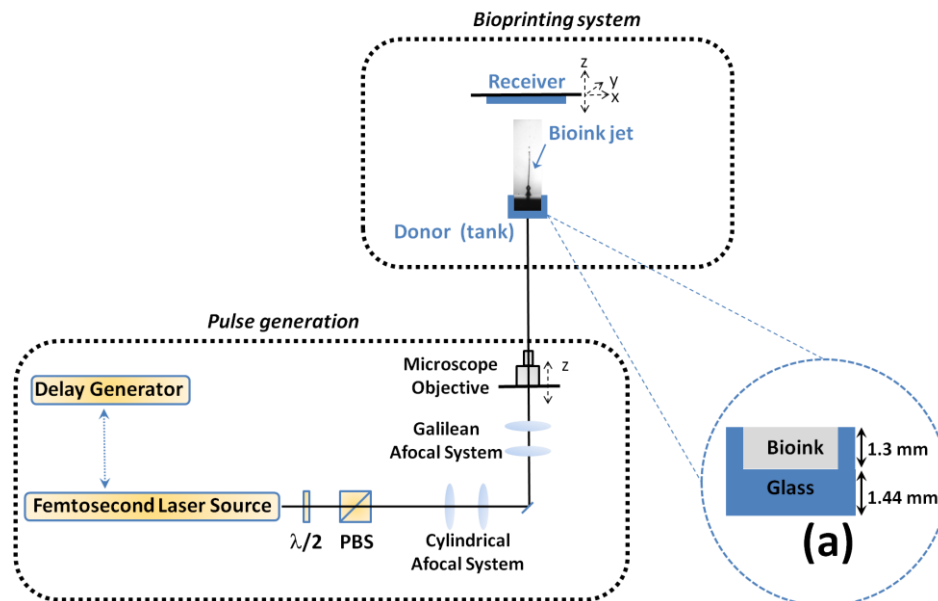 Bioprinting system
z
y
Receiver
x
Bioink jet
Donor (tank)
Pulse generation
Microscope
Objective
z
Delay Generator
Galilean
Afocal System
Femtosecond Laser Source
λ/2
PBS
Cylindrical
Afocal System
Bioink
1.3 mm
Glass
1.44 mm
(a)